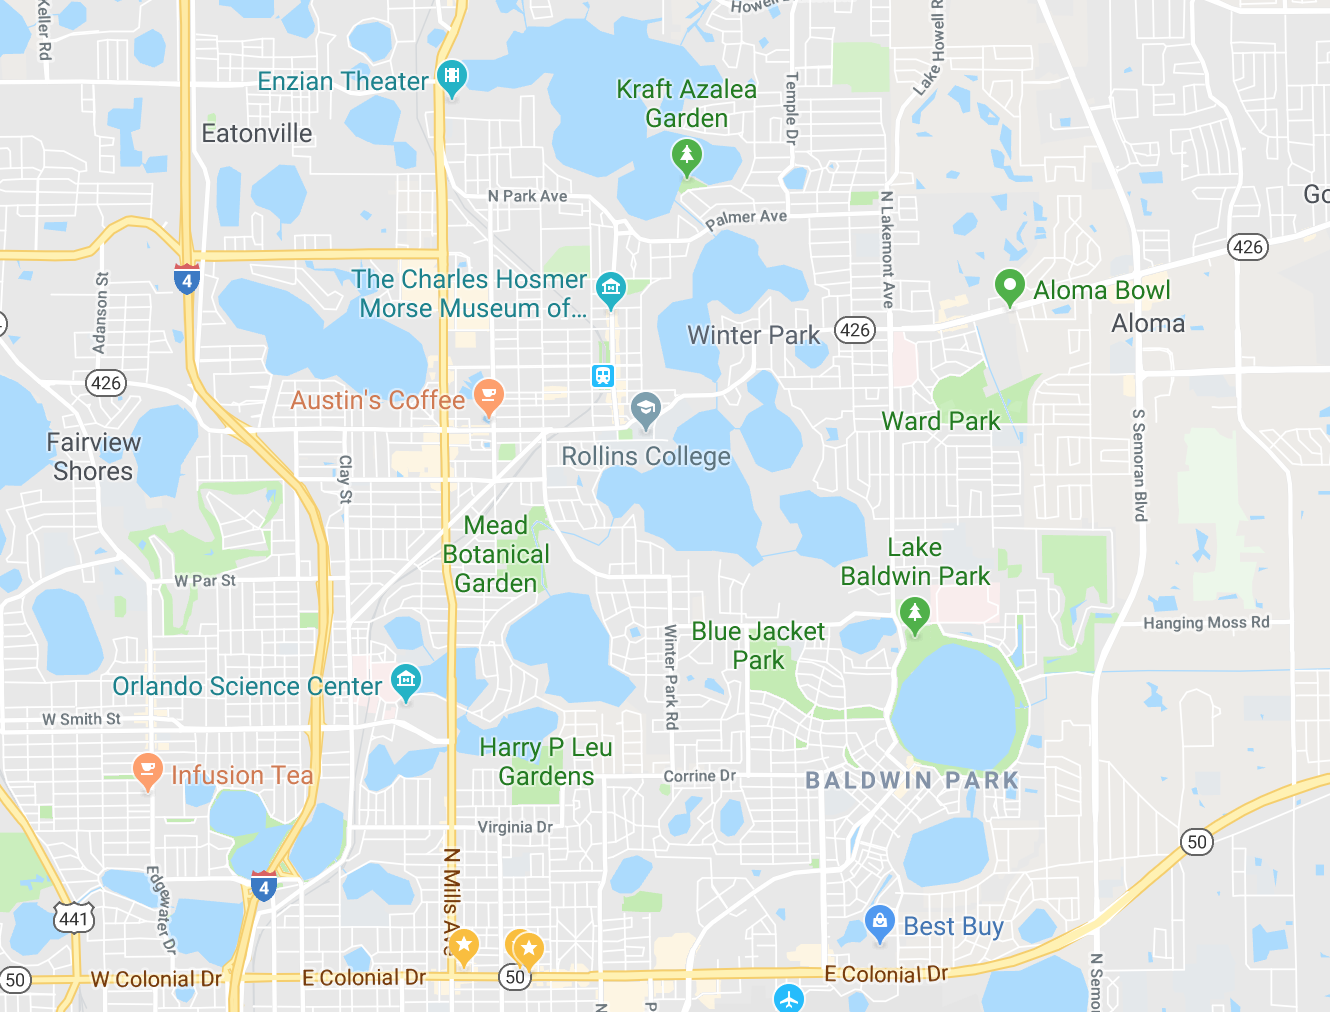 Keller Rd
Howell
Lake Howell R
Enzian Theater
Kraft Azalea
Garden
Temple Dr
Eatonville
N Park Ave
Palmer Ave
N Lakemont Ave
Go
426
4
Adanson St
The Charles Hosmer
Morse Museum of...
Aloma Bowl
Aloma
Winter Park
426
426
Austin's Coffee
Ward Park
Fairview
Shores
Rollins College
Clay St
S Semoran Blvd
Mead
Botanical
Garden
Lake
Baldwin Park
W Par St
Hanging Moss Rd
Blue Jacket
Park
Winter Park Rd
Orlando Science Center
W Smith St
Harry P Leu
Gardens
Infusion Tea
Corrine Dr
BALDWIN PARK
Virginia Dr
50
N Mills Ave
4
Edgewater Dr
441
Best Buy
50
W Colonial Dr
E Colonial Dr
50
E Colonial Dr
N Semo
N
P